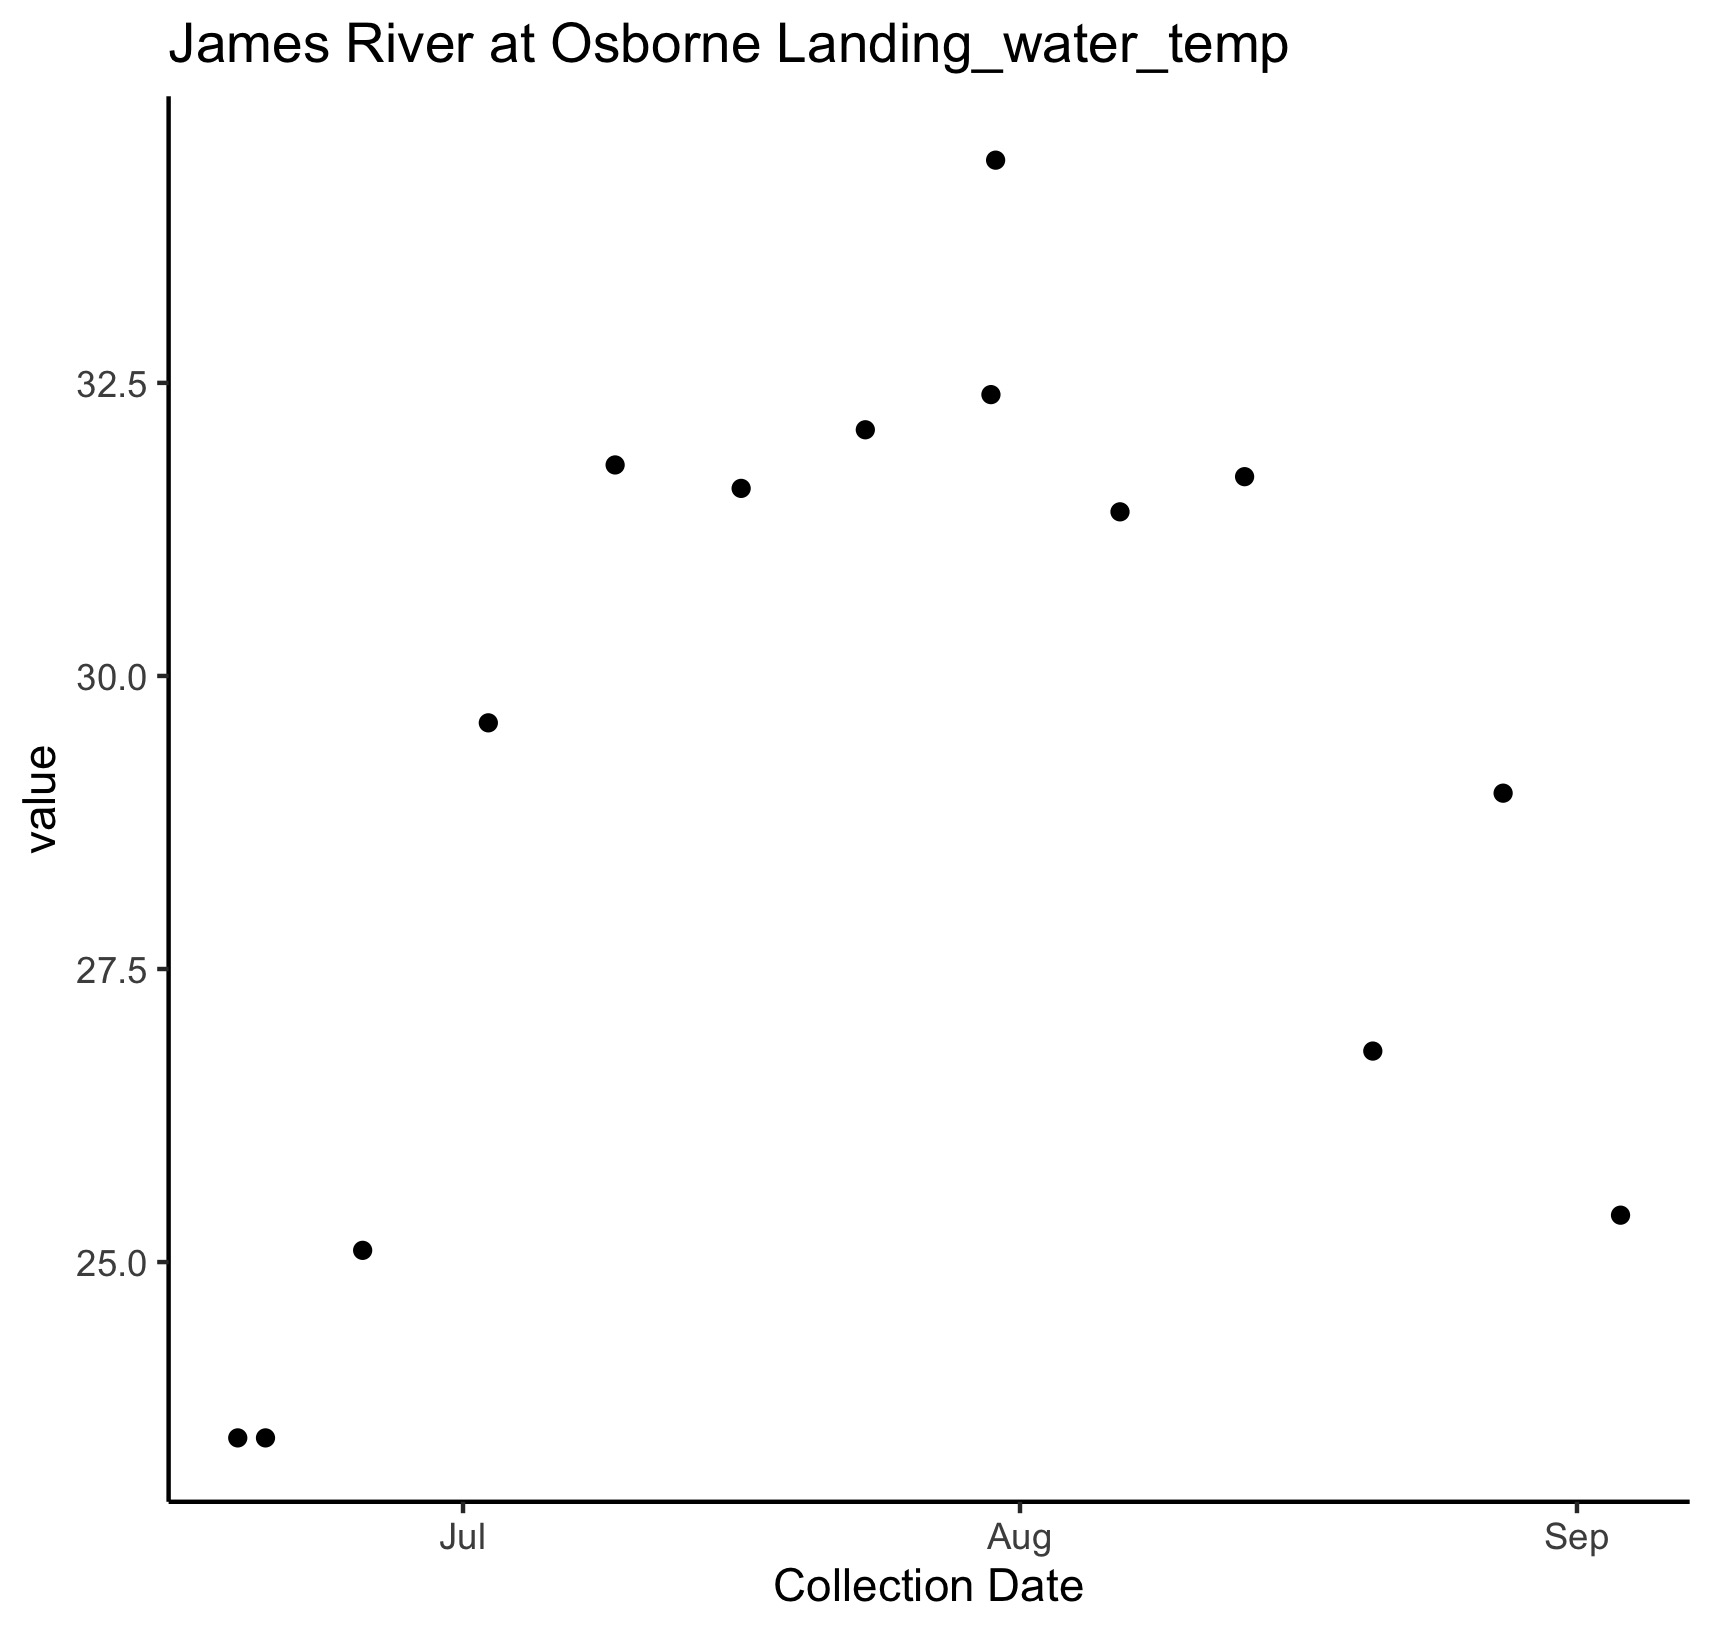 James River at Osborne Landing_water_temp
32.5
30.0
27.5
25.0
value
Jul
Aug
Sep
Collection Date